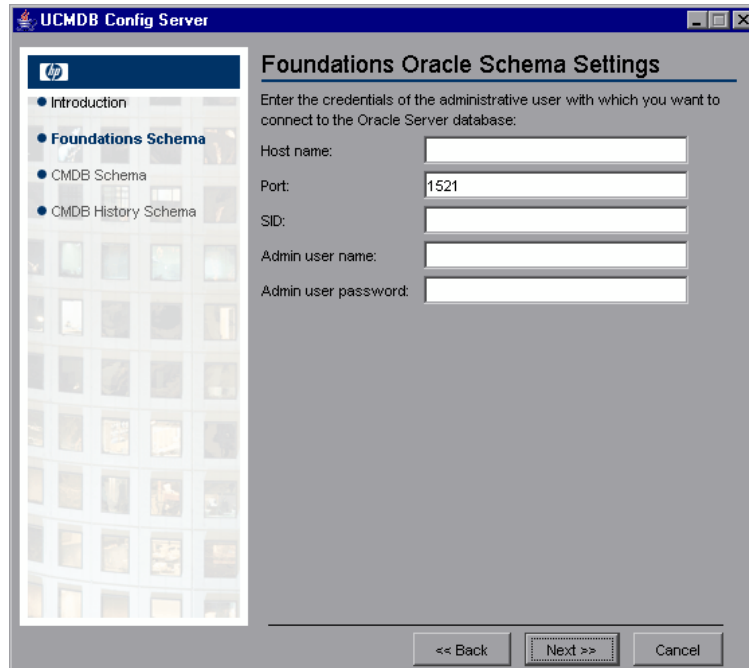 UCMDB Config Server
hp
Introduction
Foundations Schema
CMDB Schema
CMDB History Schema
Foundations Oracle Schema Settings
Enter the credentials of the administrative user with which you want to
connect to the Oracle Server database:
Host name:
Port: 1521
SID:
Admin user name:
Admin user password:
<< Back Next >> Cancel